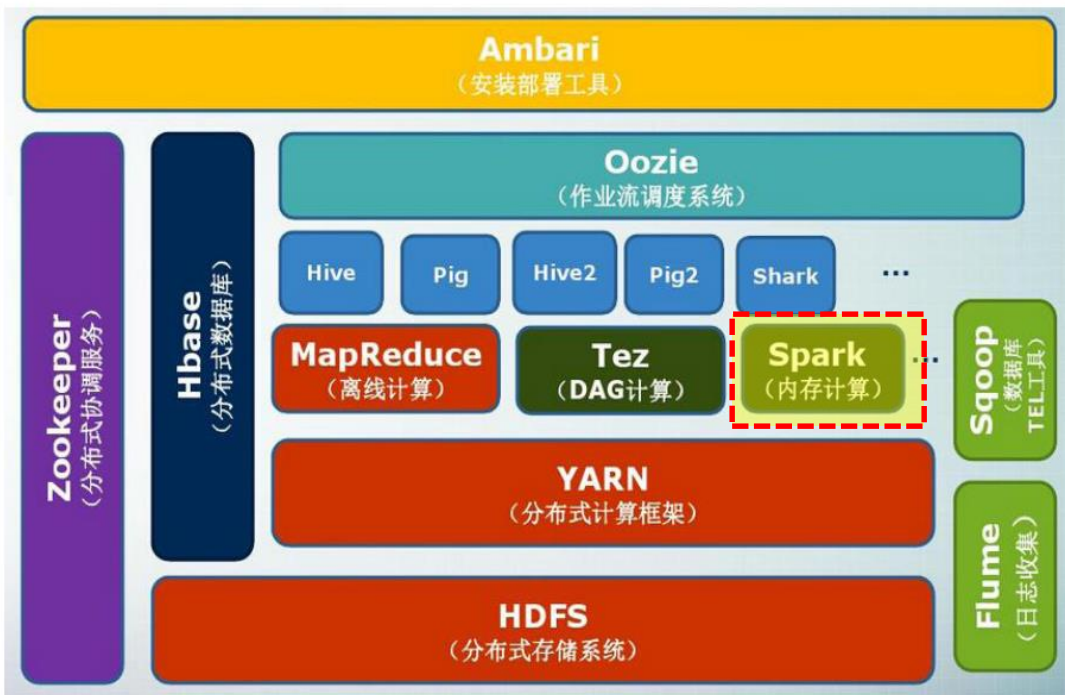 Ambari
（安装部署工具）
Zookeeper
（分布式协调服务）
Hbase
（分布式数据库）
Oozie
（作业流调度系统）
Hive
Pig
Hive2
Pig2
Shark
...
MapReduce
（离线计算）
Tez
（DAG计算）
Spark
（内存计算）
...
Sqoop
（数据库
TEL工具）
YARN
（分布式计算框架）
Flume
（日志收集）
HDFS
（分布式存储系统）